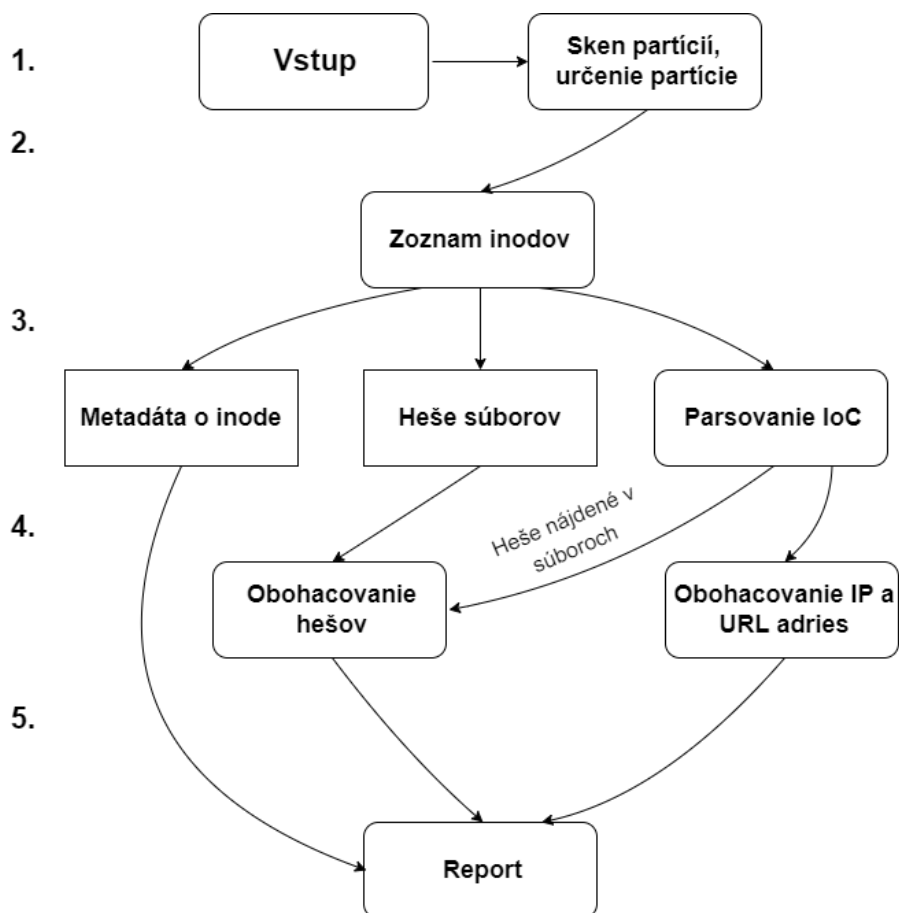 1.
Vstup
Sken partícií,
určenie partície
2.
Zoznam inodov
3.
Metadáta o inode
Heše súborov
Parsovanie IoC
4.
Heše nájdené v
súboroch
Obohacovanie
hešov
Obohacovanie IP a
URL adries
5.
Report